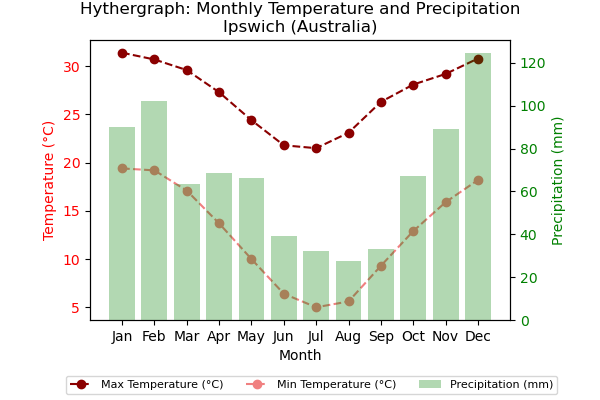 Hythergraph: Monthly Temperature and Precipitation
Ipswich (Australia)
Temperature (°C)
30
25
20
15
10
5
Precipitation (mm)
120
100
80
60
40
20
0
Jan Feb Mar Apr May Jun Jul Aug Sep Oct Nov Dec
Month
Max Temperature (°C) Min Temperature (°C) Precipitation (mm)